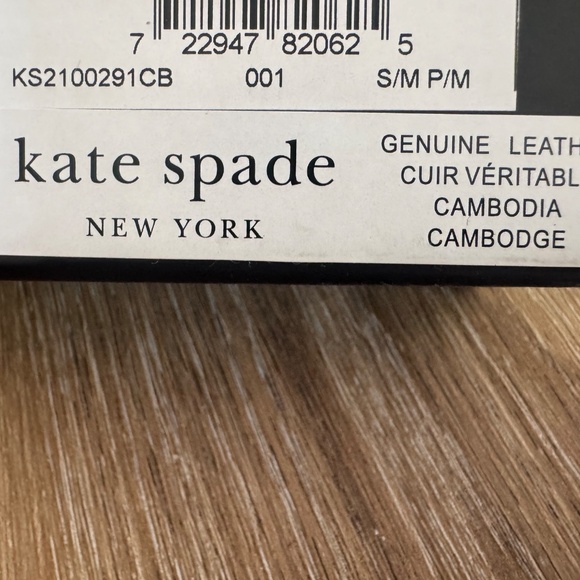 7 22947 82062 5
KS2100291CB 001 S/M P/M
kate spade
NEW YORK
GENUINE LEATH
CUIR VÉRITABL
CAMBODIA
CAMBODGE